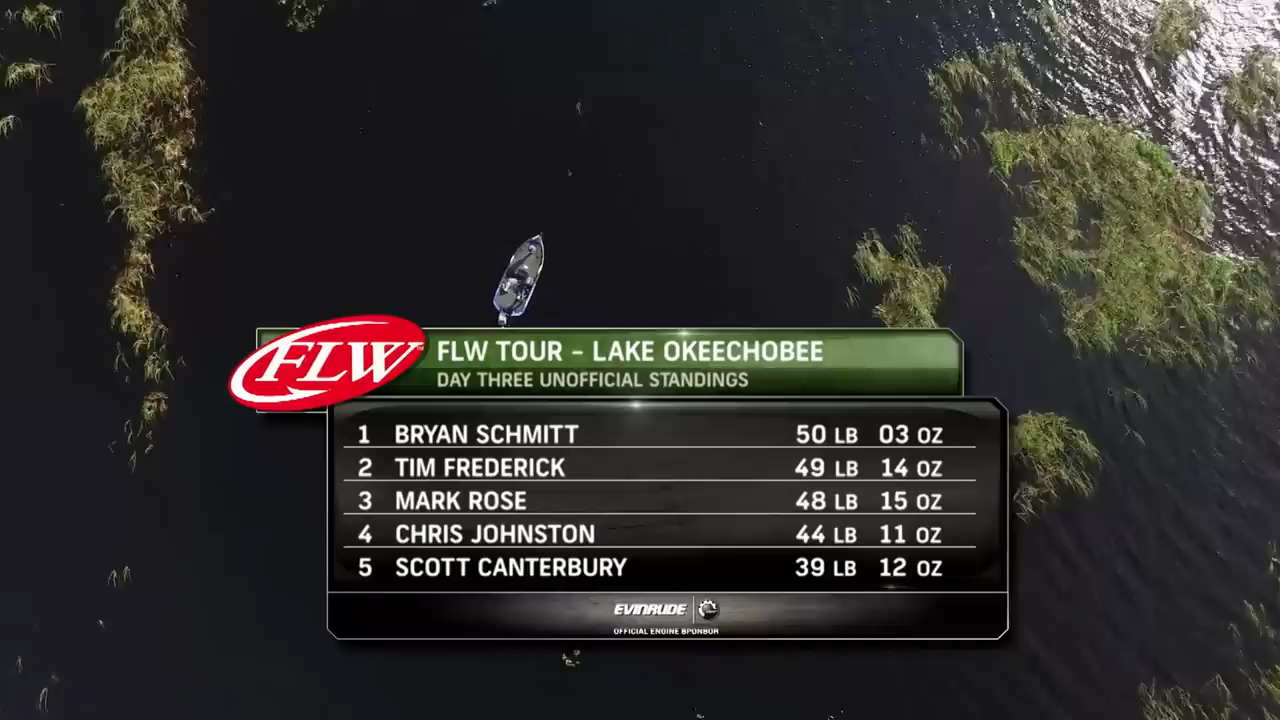 FLW
FLW TOUR - LAKE OKEECHOBEE
DAY THREE UNOFFICIAL STANDINGS
1 BRYAN SCHMITT 50 LB 03 OZ
2 TIM FREDERICK 49 LB 14 OZ
3 MARK ROSE 48 LB 15 OZ
4 CHRIS JOHNSTON 44 LB 11 OZ
5 SCOTT CANTERBURY 39 LB 12 OZ
EVINRUDE
OFFICIAL ENGINE SPONSOR